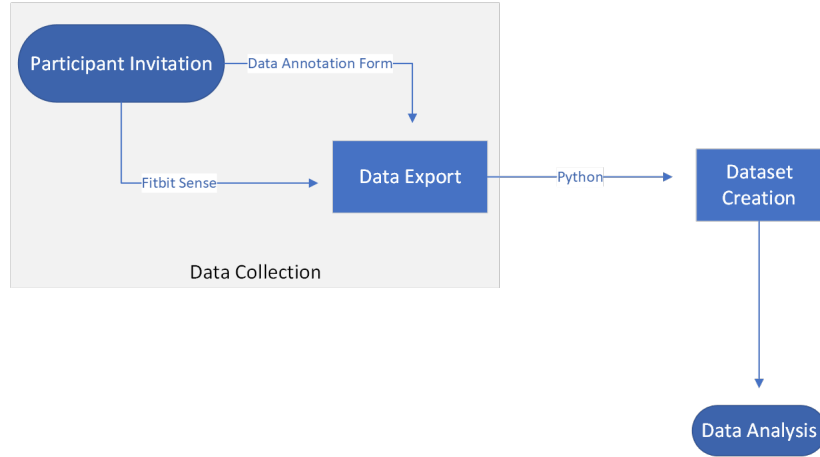 Participant Invitation
Data Annotation Form
Fitbit Sense
Data Export
Python
Dataset
Creation
Data Collection
Data Analysis